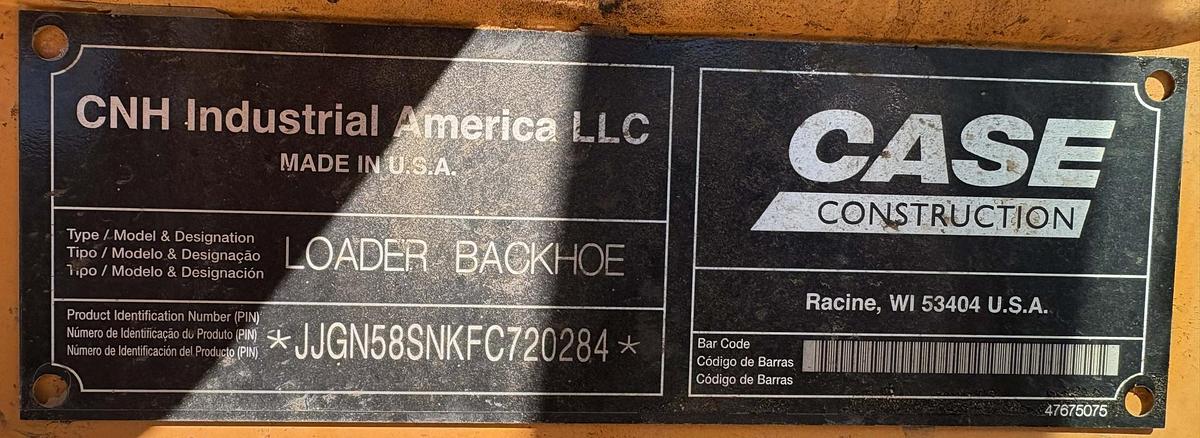 CNH Industrial America LLC
MADE IN U.S.A.
Type / Model & Designation
Tipo / Modelo & Designação
Tipo / Modelo & Designación
LOADER BACKHOE
Product Identification Number (PIN)
Número de Identificação do Produto (PIN)
Número de Identificación del Producto (PIN)
*JJGN58SNKFC720284*
CASE
CONSTRUCTION
Racine, WI 53404 U.S.A.
Bar Code
Código de Barras
Código de Barras
47675075